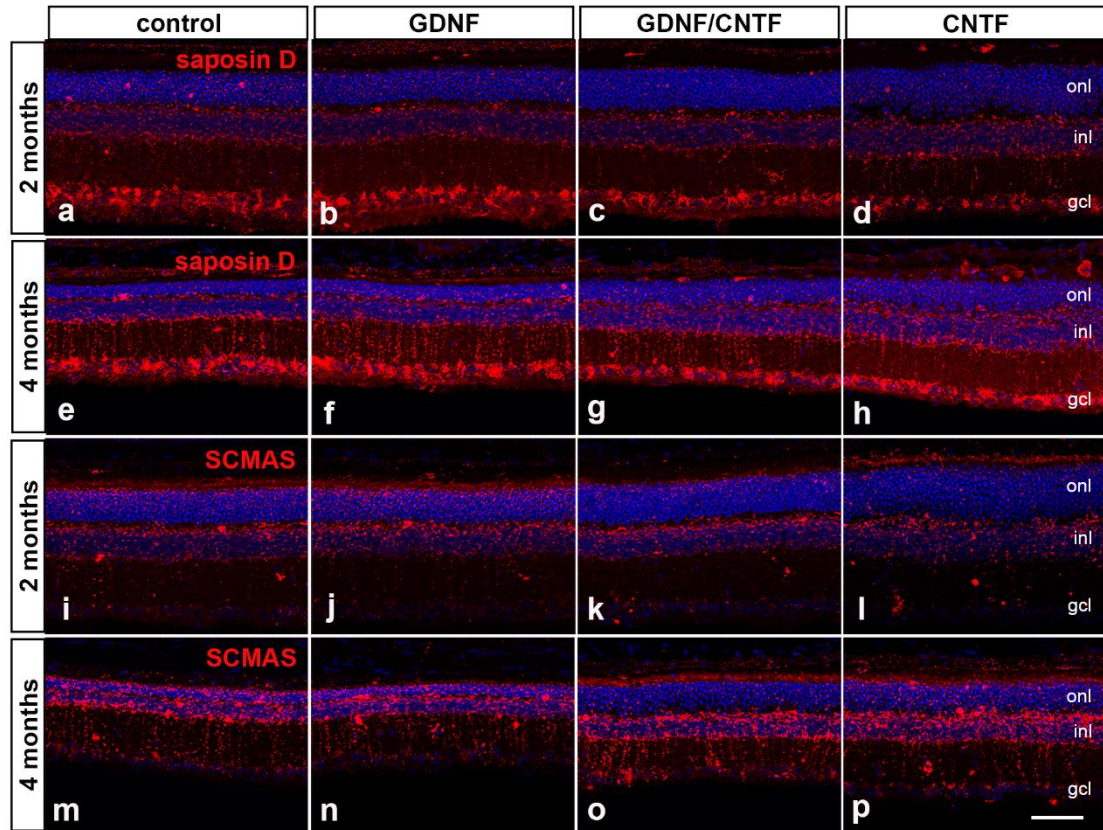 control GDNF GDNF/CNTF CNTF
2 months saposin D onl inl gcl
a b c d
4 months saposin D onl inl gcl
e f g h
2 months SCMAS onl inl gcl
i j k l
4 months SCMAS onl inl gcl
m n o p